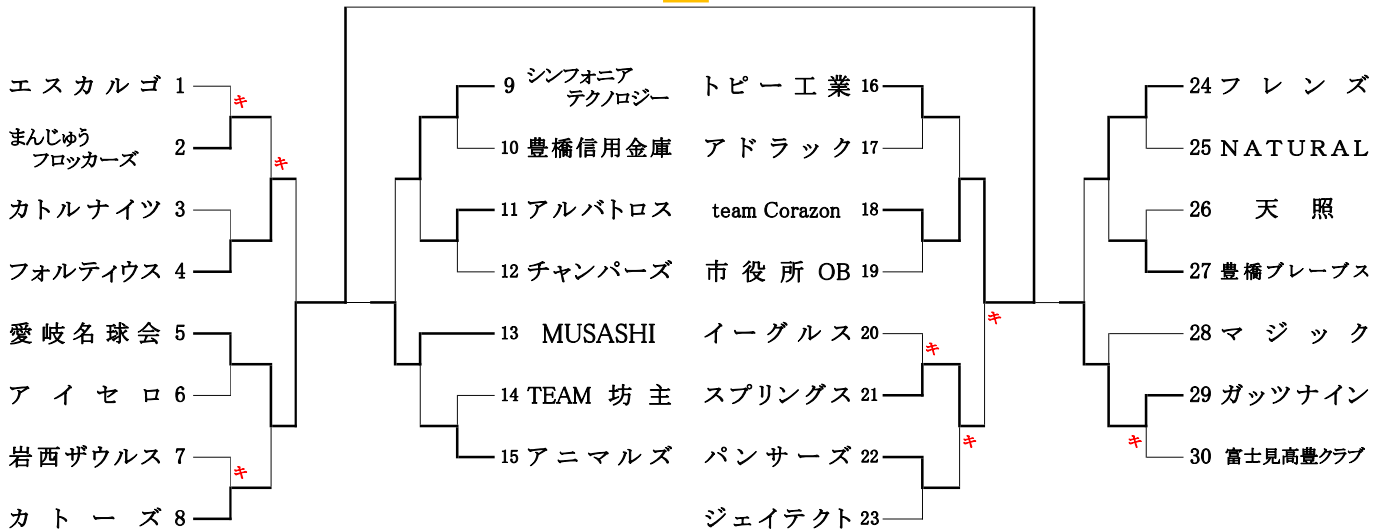 エスカルゴ 1
キ
まんじゅう
フロッカーズ 2
キ
カトルナイツ 3
フォルティウス 4
愛岐名球会 5
アイセロ 6
岩西ザウルス 7
キ
カトーズ 8
9 シンフォニア
テクノロジー
10 豊橋信用金庫
11 アルバトロス
12 チャンパーズ
13 MUSASHI
14 TEAM 坊主
15 アニマルズ
トピー工業 16
アドラック 17
team Corazon 18
市役所 OB 19
キ
イーグルス 20
キ
スプリングス 21
キ
パンサーズ 22
ジェイテクト 23
24 フレンズ
25 NATURAL
26 天照
27 豊橋ブレーブス
28 マジック
29 ガッツナイン
キ
30 富士見高豊クラブ